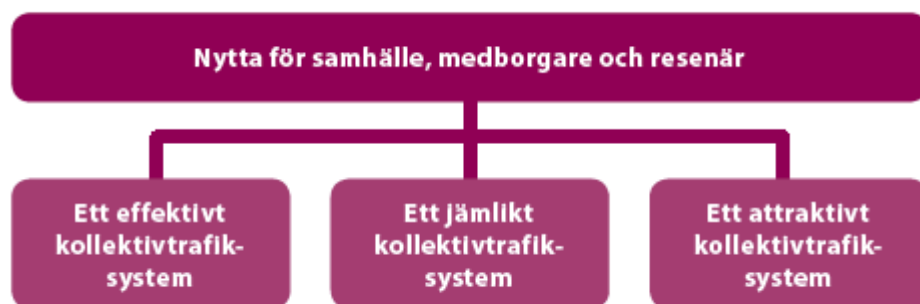 Nytta för samhälle, medborgare och resenär
Ett effektivt
kollektivtrafik-
system
Ett jämlikt
kollektivtrafik-
system
Ett attraktivt
kollektivtrafik-
system